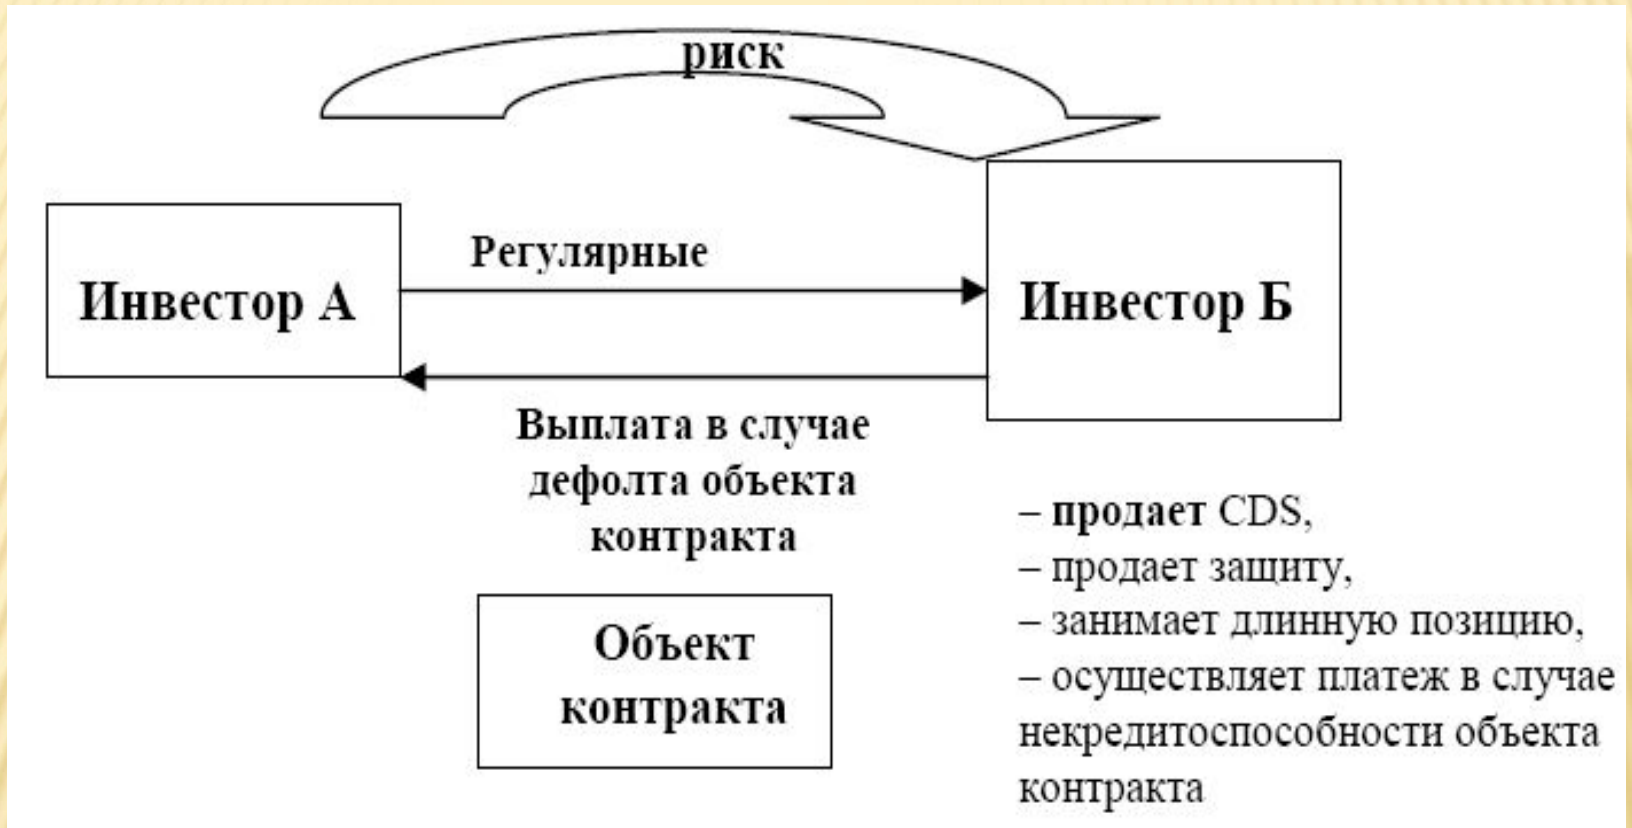 риск
Регулярные
Инвестор А
Инвестор Б
Выплата в случае
дефолта объекта
контракта
Объект
контракта
– продает CDS,
– продает защиту,
– занимает длинную позицию,
– осуществляет платеж в случае
некредитоспособности объекта
контракта